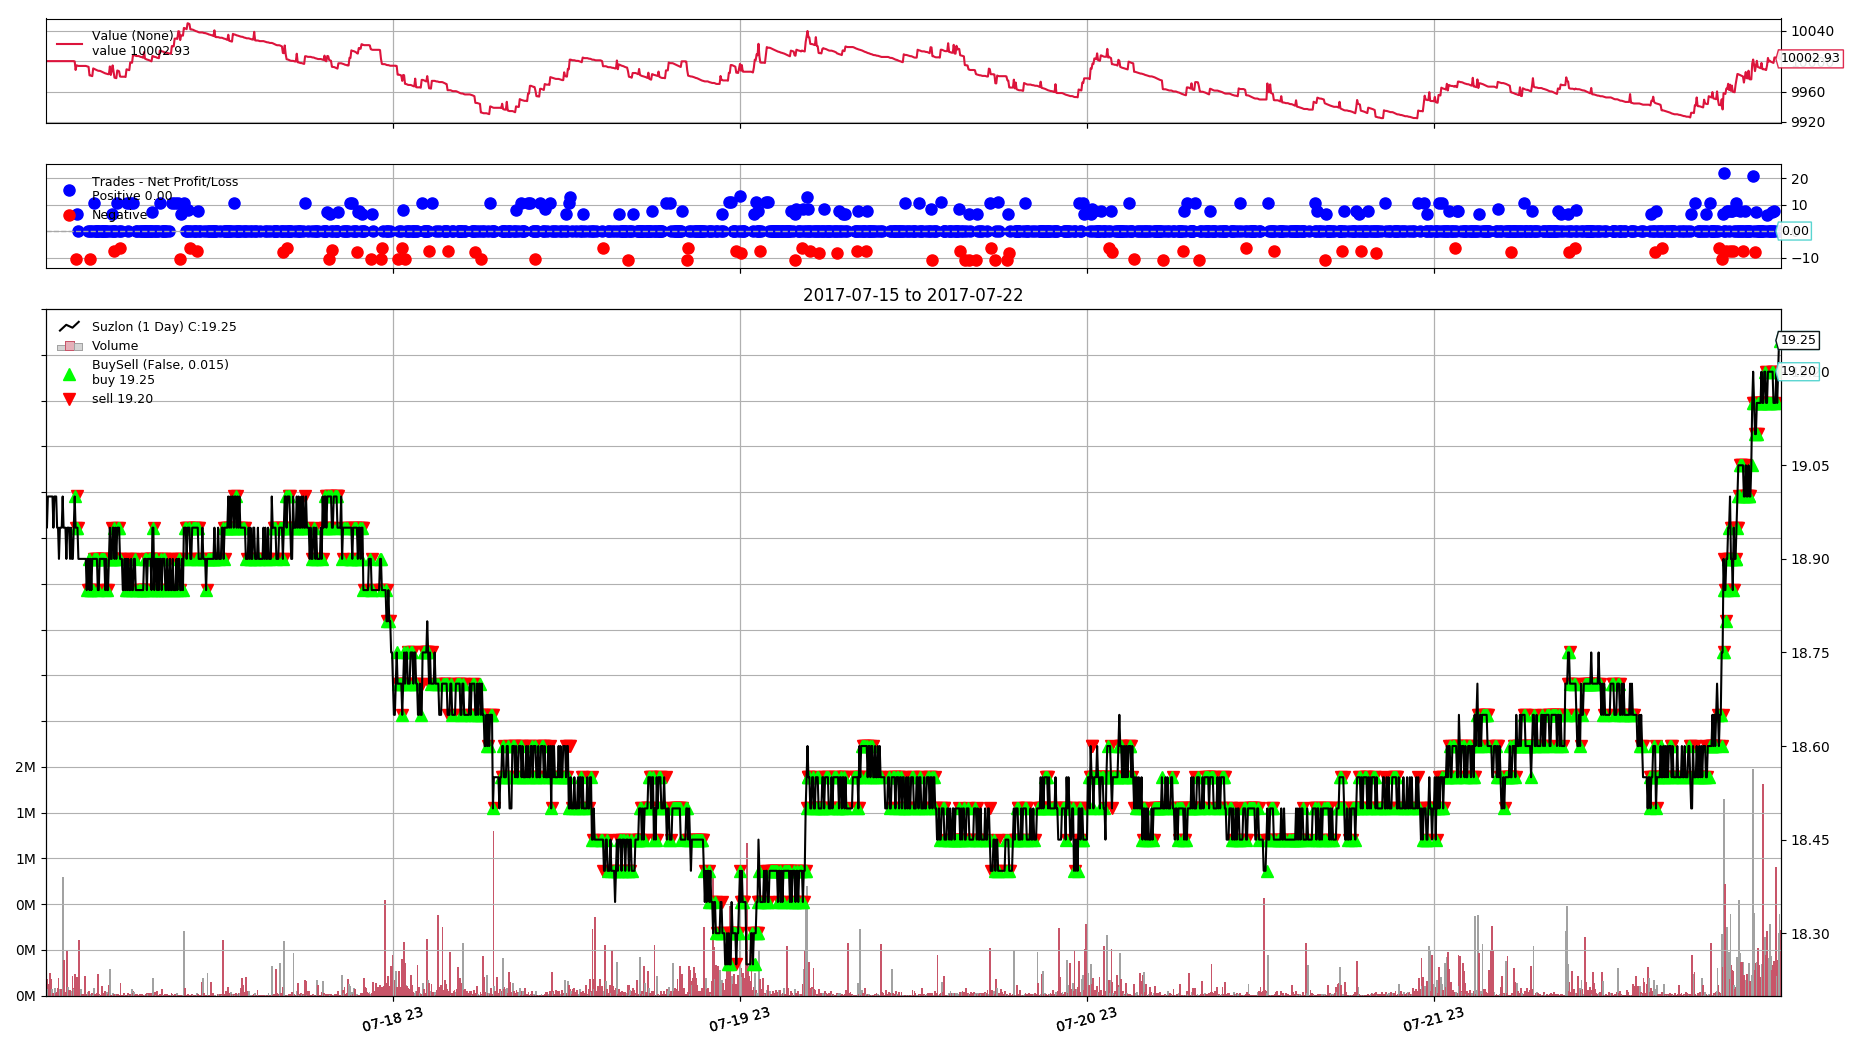 Value (None)
value 10002.93
10040
10002.93
9960
9920
Trades - Net Profit/Loss
Positive 0.00
Negative
20
10
0.00
−10
2017-07-15 to 2017-07-22
Suzlon (1 Day) C:19.25
Volume
BuySell (False, 0.015)
buy 19.25
sell 19.20
19.25
19.20
0
19.05
18.90
18.75
18.60
18.45
18.30
2M
1M
1M
0M
0M
0M
07-18 23
07-19 23
07-20 23
07-21 23